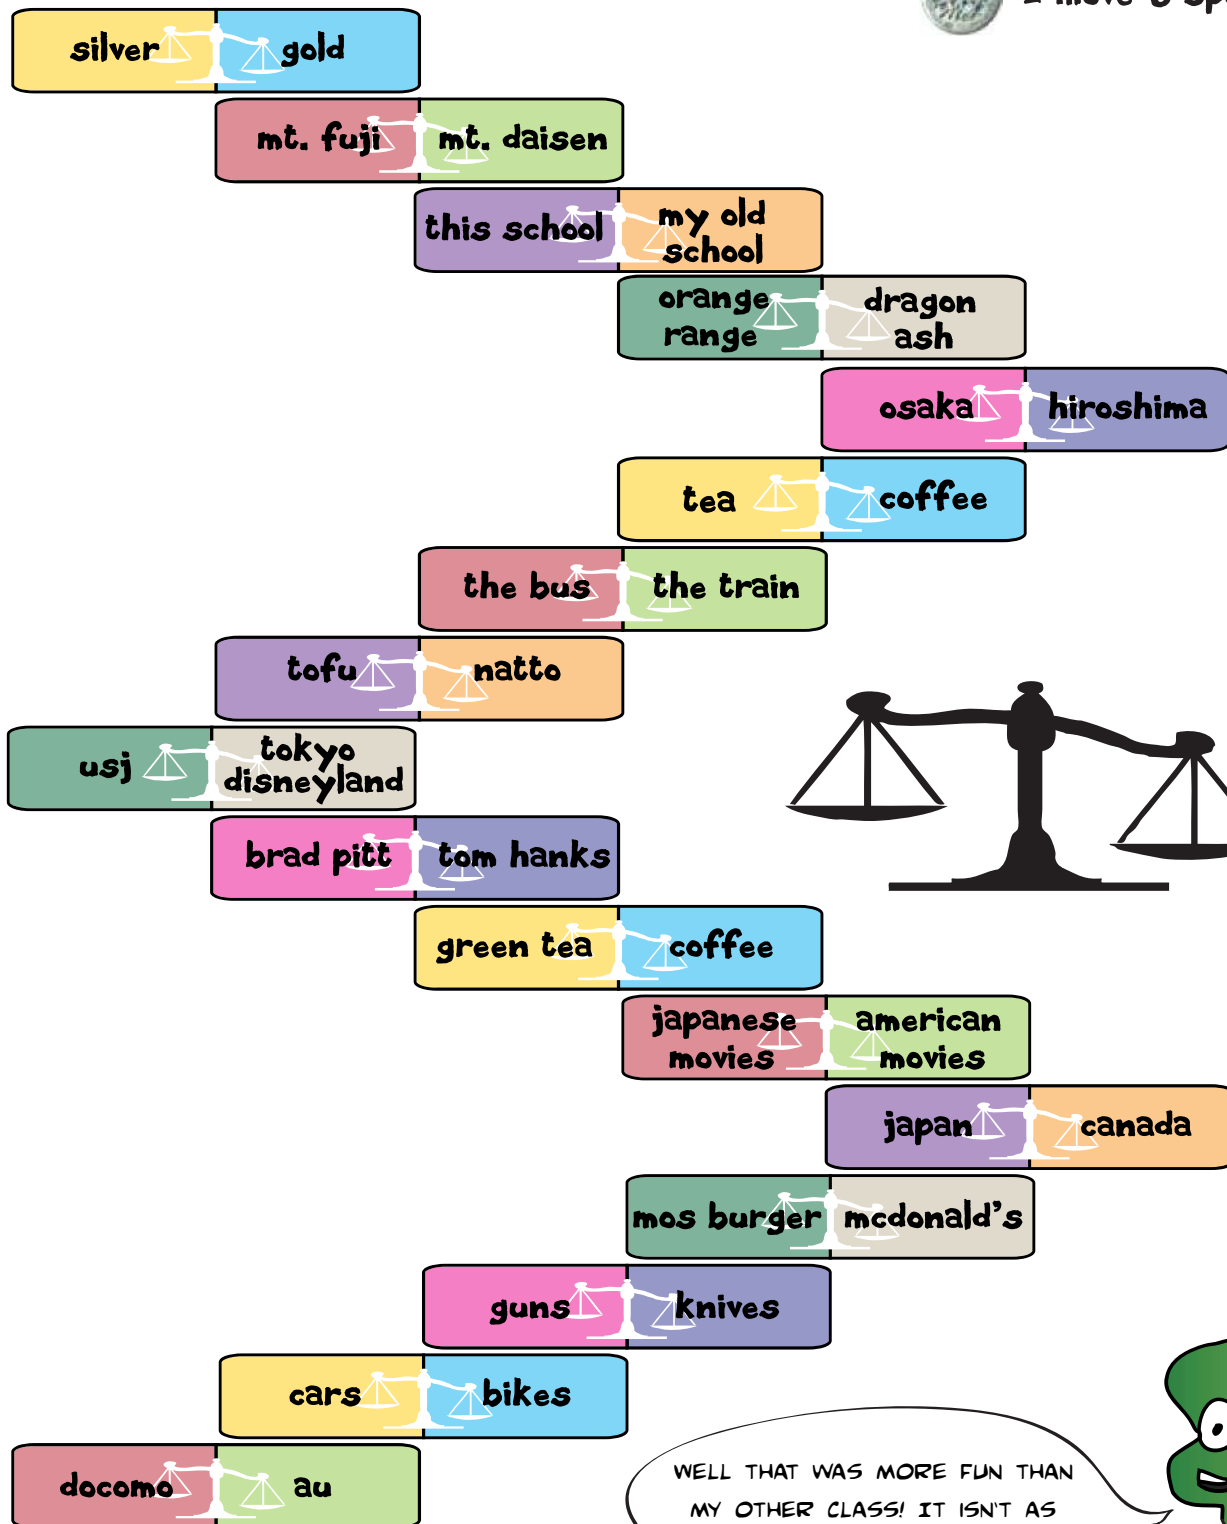 silver gold
mt. fuji mt. daisen
this school my old
school
orange dragon
range ash
osaka hiroshima
tea coffee
the bus the train
tofu natto
usj tokyo
disneyland
brad pitt tom hanks
green tea coffee
japanese american
movies movies
japan canada
mos burger mcdonald's
guns knives
cars bikes
docomo au
WELL THAT WAS MORE FUN THAN
MY OTHER CLASS! IT ISN'T AS